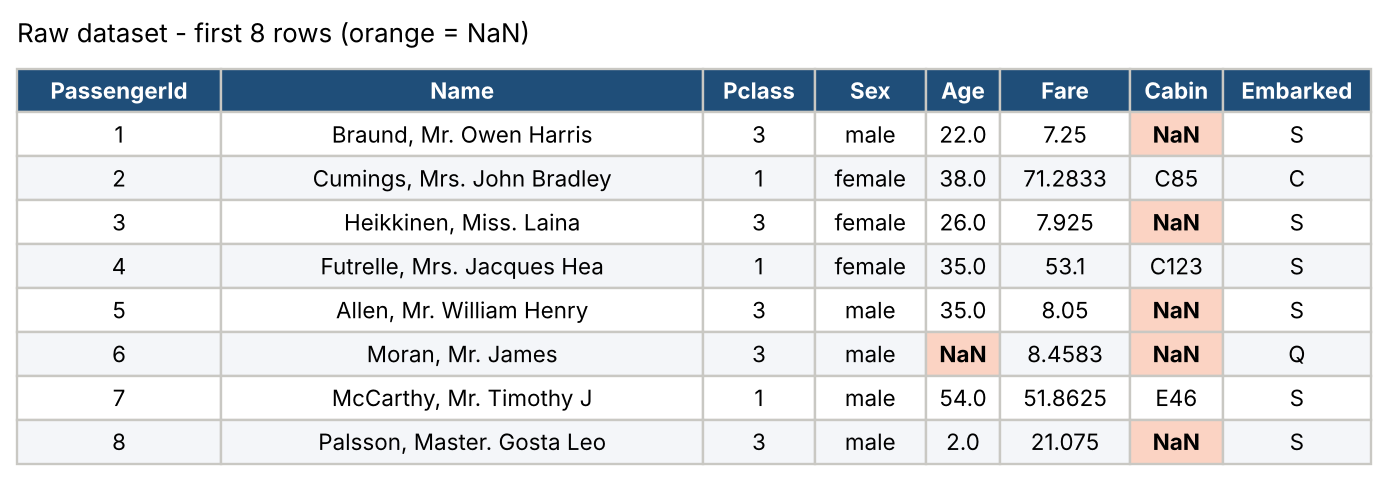 Raw dataset - first 8 rows (orange = NaN)
PassengerId Name Pclass Sex Age Fare Cabin Embarked
1 Braund, Mr. Owen Harris 3 male 22.0 7.25 NaN S
2 Cumings, Mrs. John Bradley 1 female 38.0 71.2833 C85 C
3 Heikkinen, Miss. Laina 3 female 26.0 7.925 NaN S
4 Futrelle, Mrs. Jacques Hea 1 female 35.0 53.1 C123 S
5 Allen, Mr. William Henry 3 male 35.0 8.05 NaN S
6 Moran, Mr. James 3 male NaN 8.4583 NaN Q
7 McCarthy, Mr. Timothy J 1 male 54.0 51.8625 E46 S
8 Palsson, Master. Gosta Leo 3 male 2.0 21.075 NaN S